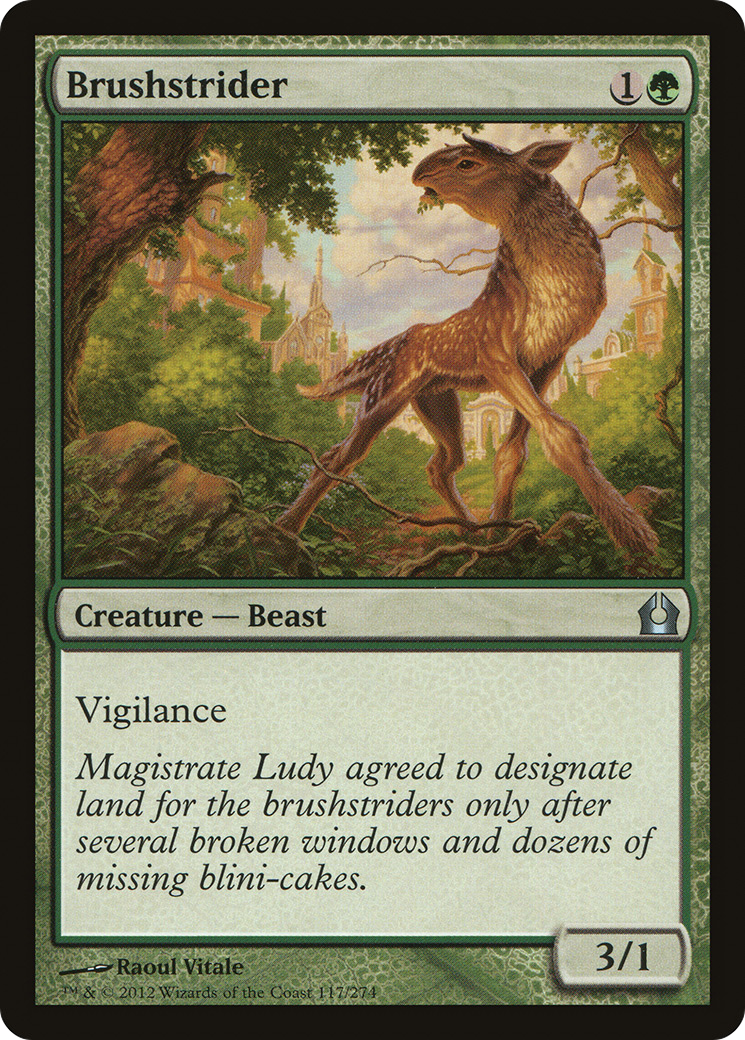 Brushstrider
1
Creature — Beast
Vigilance
Magistrate Ludy agreed to designate
land for the brushstriders only after
several broken windows and dozens of
missing blini-cakes.
3/1
Raoul Vitale
™ & © 2012 Wizards of the Coast 117/274